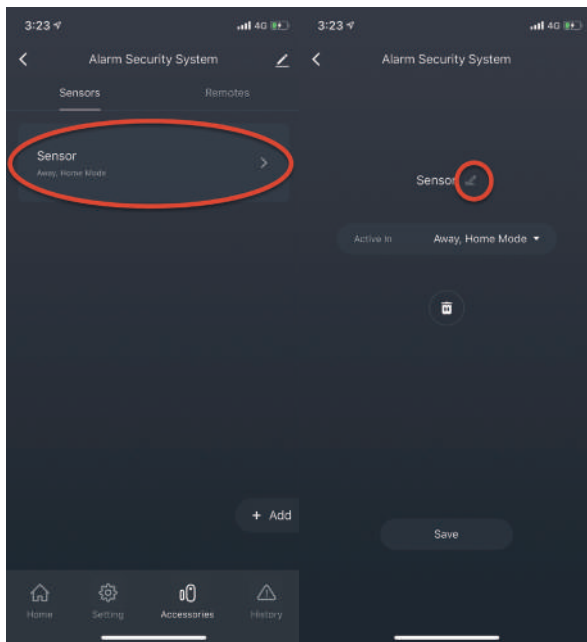 3:23
4G
Alarm Security System
Sensors
Remotes
Sensor
Away, Home Mode
+ Add
Home
Setting
Accessories
History
3:23
4G
Alarm Security System
Sensor
Active In
Away, Home Mode
Save